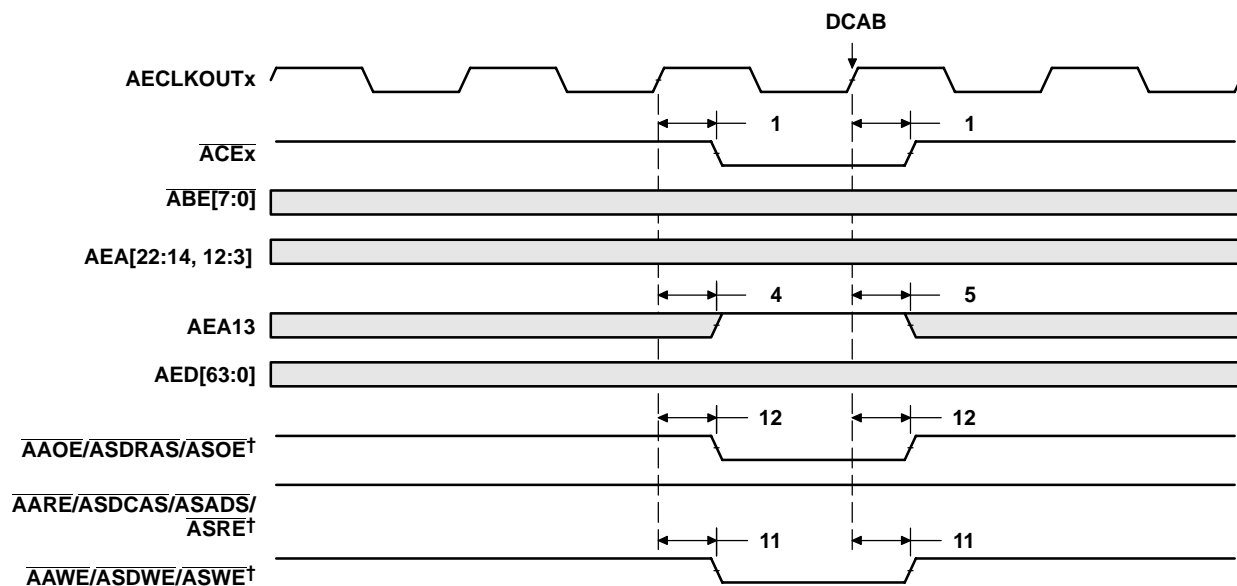 DCAB
AECLKOUTx
1 1
ACEx
ABE[7:0]
AEA[22:14, 12:3]
4 5
AEA13
AED[63:0]
12 12
AAOE/ASDRAS/ASOE†
AARE/ASDCAS/ASADS/
ASRE†
11 11
AAWE/ASDWE/ASWE†